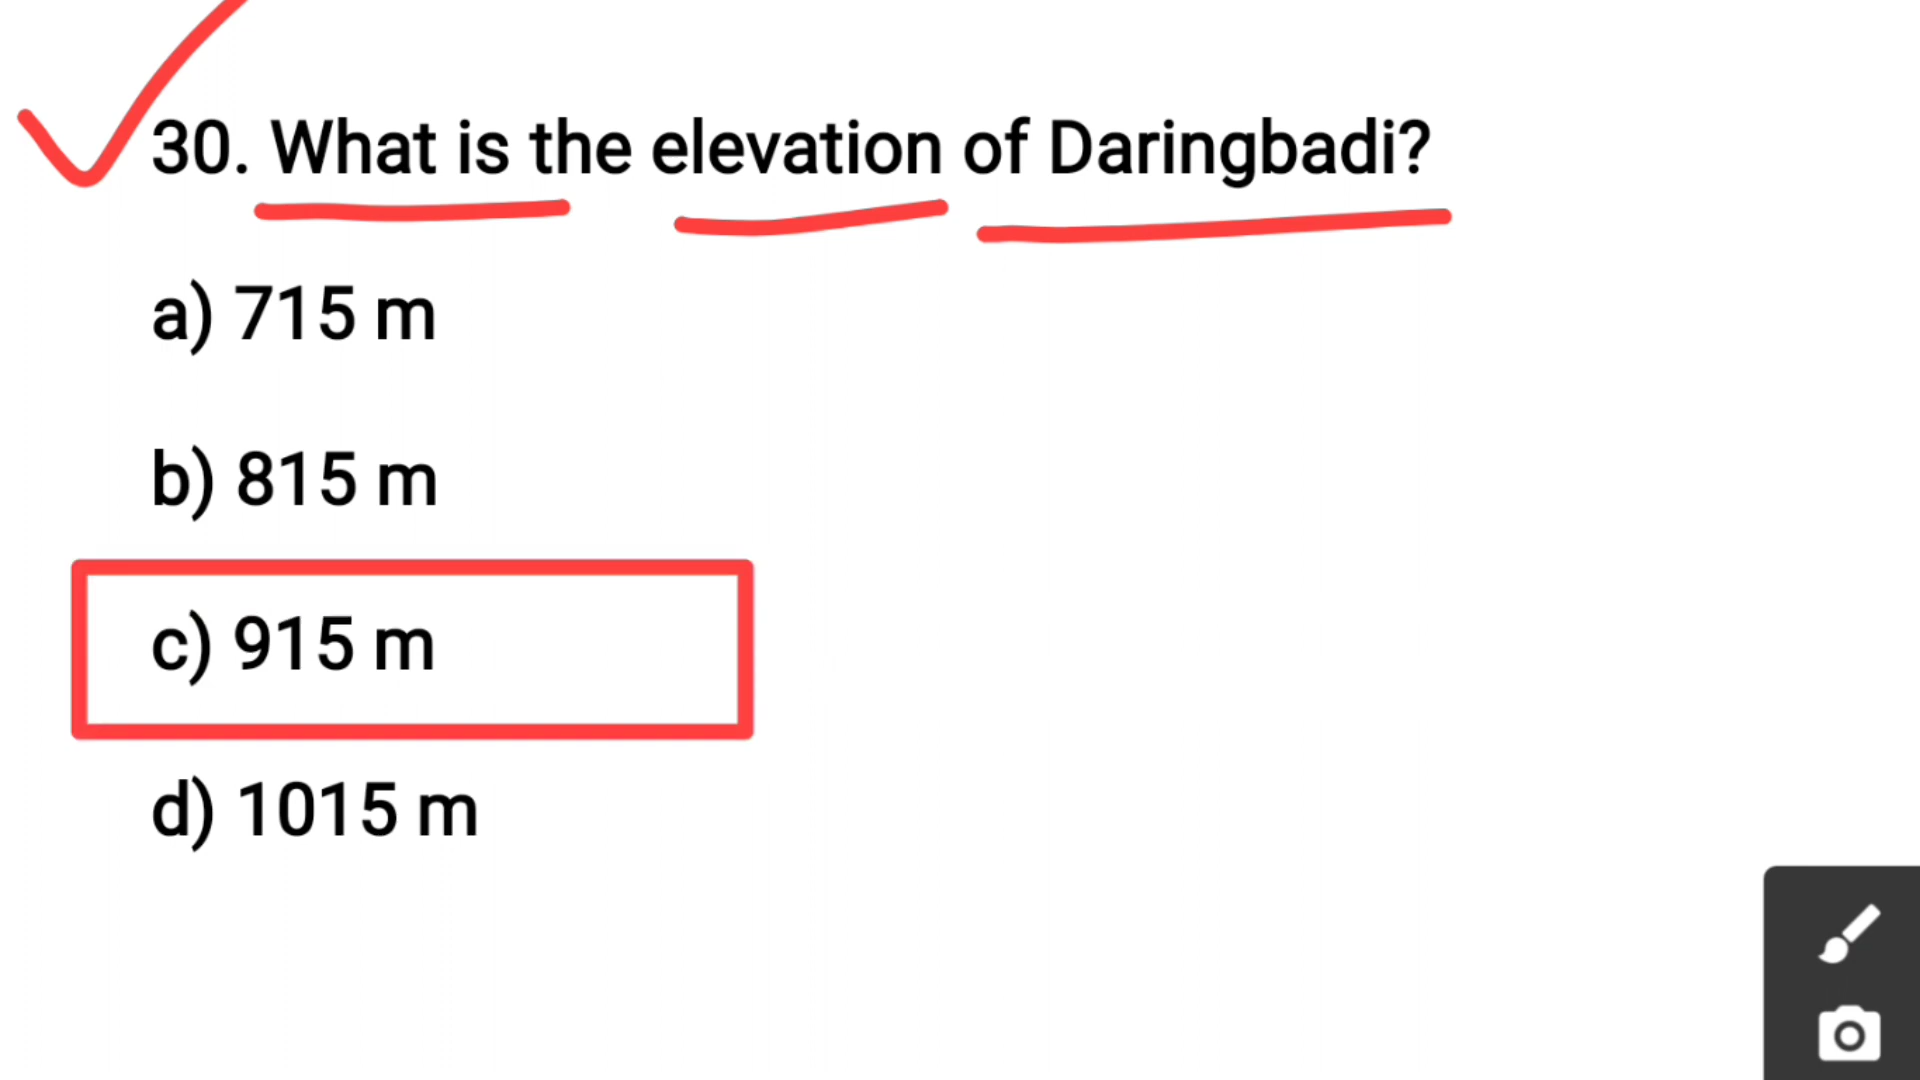 30. What is the elevation of Daringbadi?
a) 715 m
b) 815 m
c) 915 m
d) 1015 m